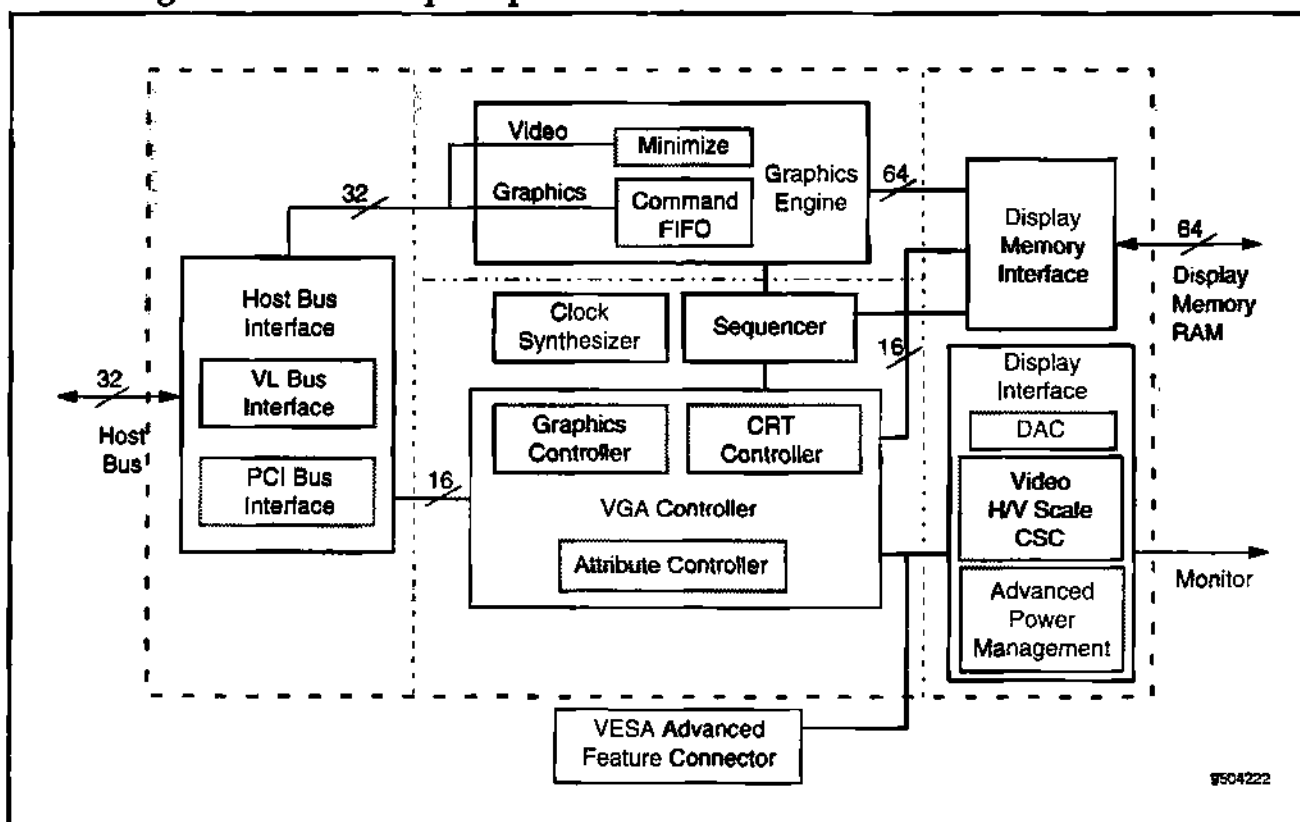 Video
Minimize
Graphics
Command
FIFO
Graphics
Engine
32
64
Display
Memory
Interface
64
Display
Memory
RAM
Host Bus
Interface
VL Bus
Interface
PCI Bus
Interface
32
Host
Bus
Clock
Synthesizer
Sequencer
16
16
Graphics
Controller
CRT
Controller
VGA Controller
Attribute Controller
Display
Interface
DAC
Video
H/V Scale
CSC
Advanced
Power
Management
Monitor
VESA Advanced
Feature Connector
9504222